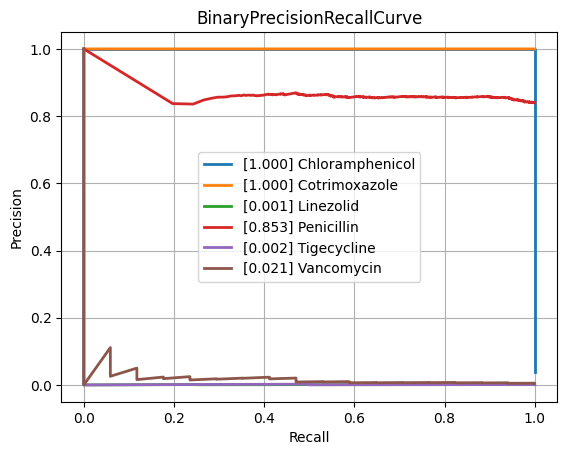 BinaryPrecisionRecallCurve
1.0
0.8
0.6
0.4
0.2
0.0
Precision
[1.000] Chloramphenicol
[1.000] Cotrimoxazole
[0.001] Linezolid
[0.853] Penicillin
[0.002] Tigecycline
[0.021] Vancomycin
0.0 0.2 0.4 0.6 0.8 1.0
Recall